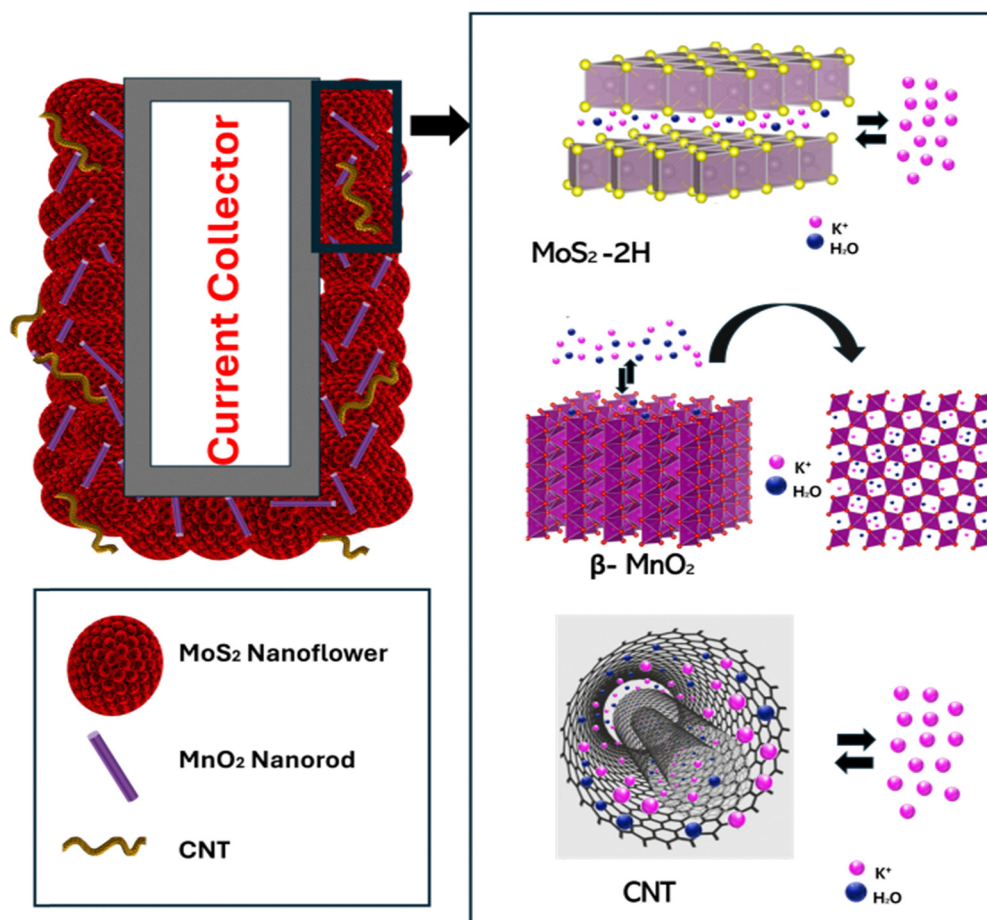 Current Collector
MoS₂ Nanoflower
MnO₂ Nanorod
CNT
K⁺
H₂O
MoS₂ -2H
K⁺
H₂O
β- MnO₂
CNT
K⁺
H₂O